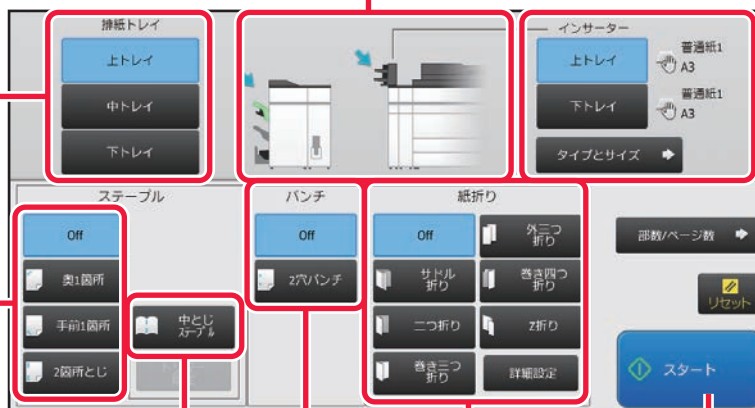 排紙トレイ
上トレイ
中トレイ
下トレイ
インサーター
上トレイ
普通紙1
A3
下トレイ
普通紙1
A3
タイプとサイズ
ステープル
Off
奥1箇所
手前1箇所
2箇所とじ
中とじ
ステープル
パンチ
Off
2穴パンチ
紙折り
Off
外三つ
折り
サドル
折り
巻き四つ
折り
二つ折り
Z折り
巻き三つ
折り
詳細設定
部数/ページ数
リセット
スタート